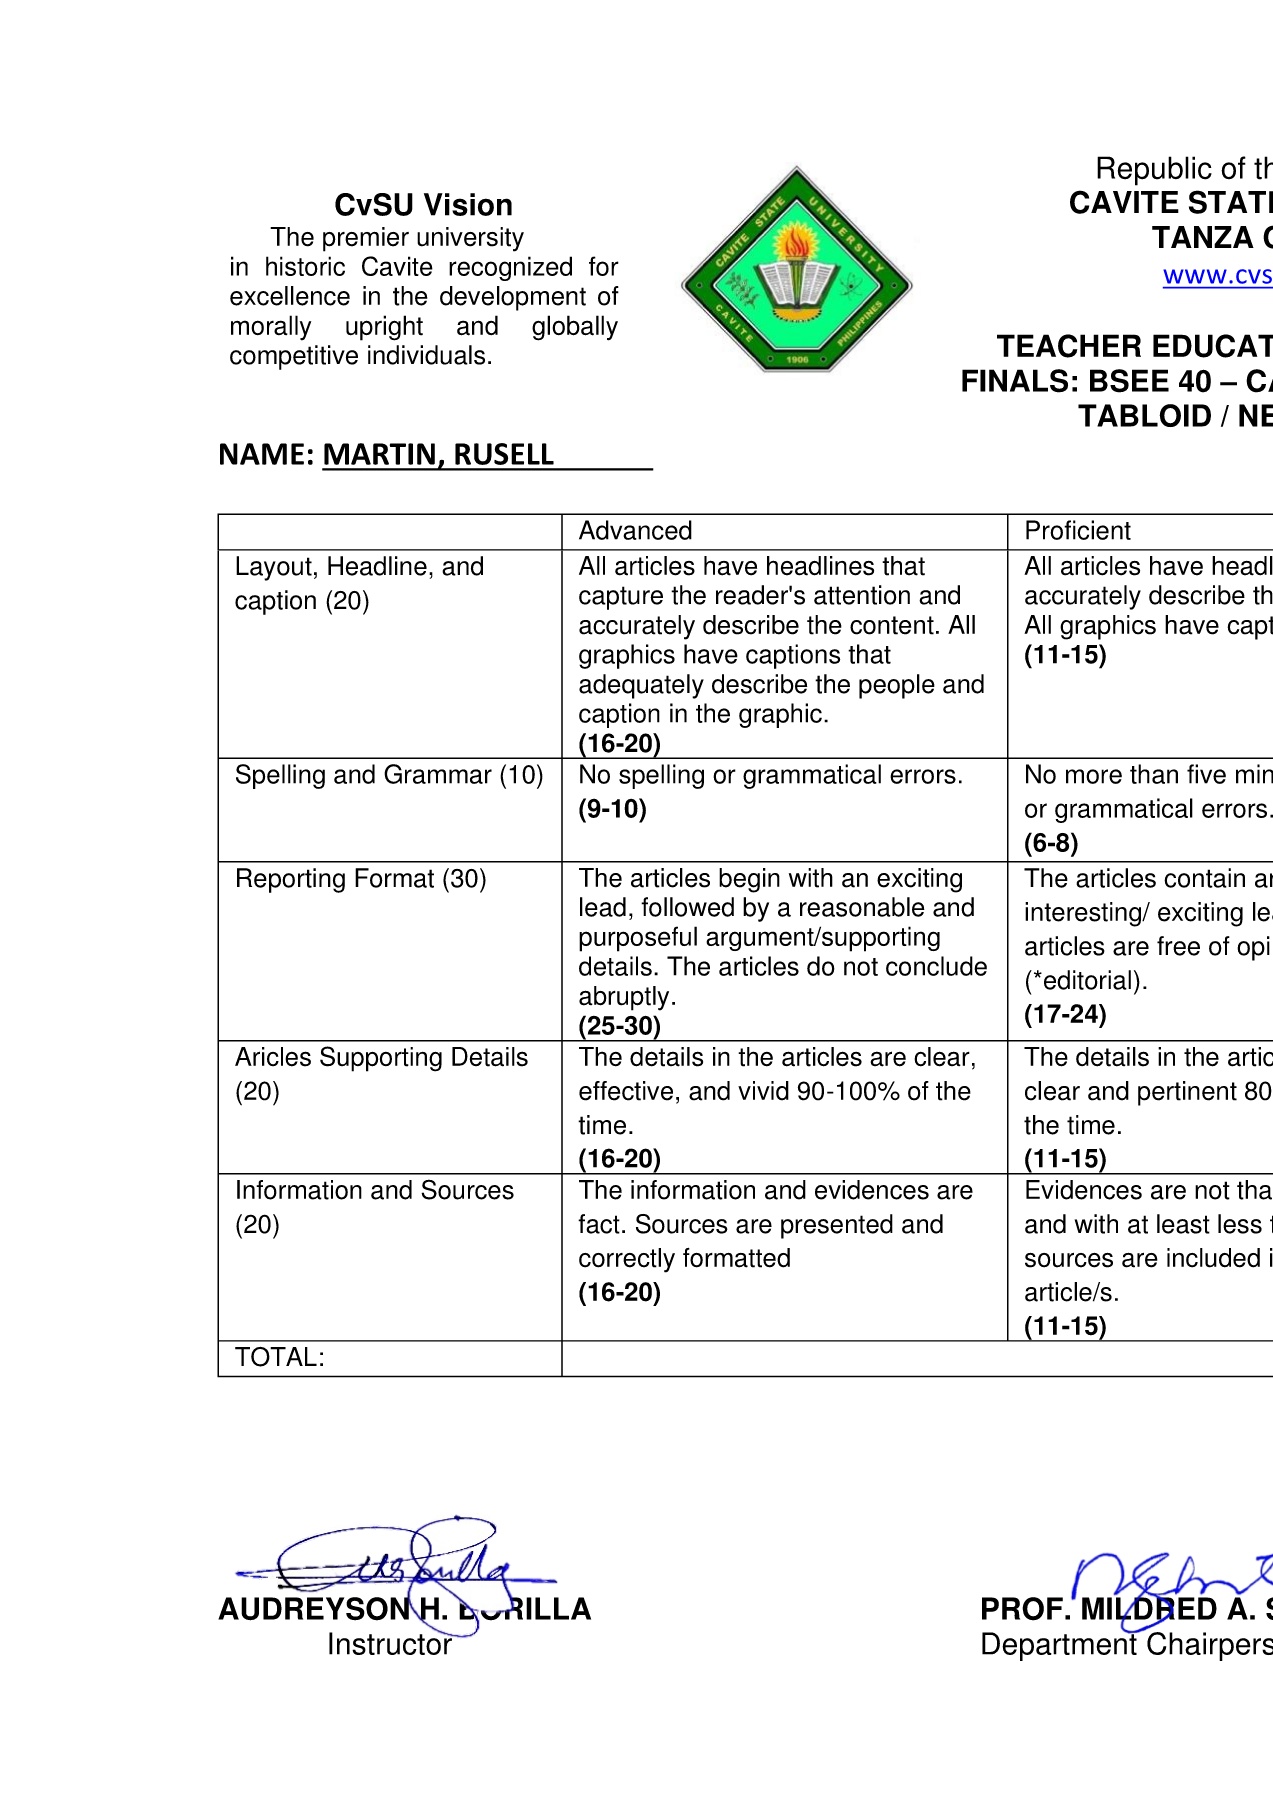 CvSU Vision
The premier university
in historic Cavite recognized for
excellence in the development of
morally upright and globally
competitive individuals.
CAVITE STATE UNIVERSITY
CAVITE PHILIPPINES
1906
Republic of th
CAVITE STAT
TANZA C
www.cvs
TEACHER EDUCAT
FINALS: BSEE 40 – CA
TABLOID / NE
NAME: MARTIN, RUSELL
Advanced
Proficient
Layout, Headline, and
caption (20)
All articles have headlines that
capture the reader's attention and
accurately describe the content. All
graphics have captions that
adequately describe the people and
caption in the graphic.
(16-20)
All articles have headl
accurately describe th
All graphics have capt
(11-15)
Spelling and Grammar (10)
No spelling or grammatical errors.
(9-10)
No more than five min
or grammatical errors.
(6-8)
Reporting Format (30)
The articles begin with an exciting
lead, followed by a reasonable and
purposeful argument/supporting
details. The articles do not conclude
abruptly.
(25-30)
The articles contain a
interesting/ exciting le
articles are free of opi
(*editorial).
(17-24)
Aricles Supporting Details
(20)
The details in the articles are clear,
effective, and vivid 90-100% of the
time.
(16-20)
The details in the artic
clear and pertinent 80
the time.
(11-15)
Information and Sources
(20)
The information and evidences are
fact. Sources are presented and
correctly formatted
(16-20)
Evidences are not tha
and with at least less f
sources are included i
article/s.
(11-15)
TOTAL:
AUDREYSON H. BORILLA
Instructor
PROF. MILDRED A. S
Department Chairpers